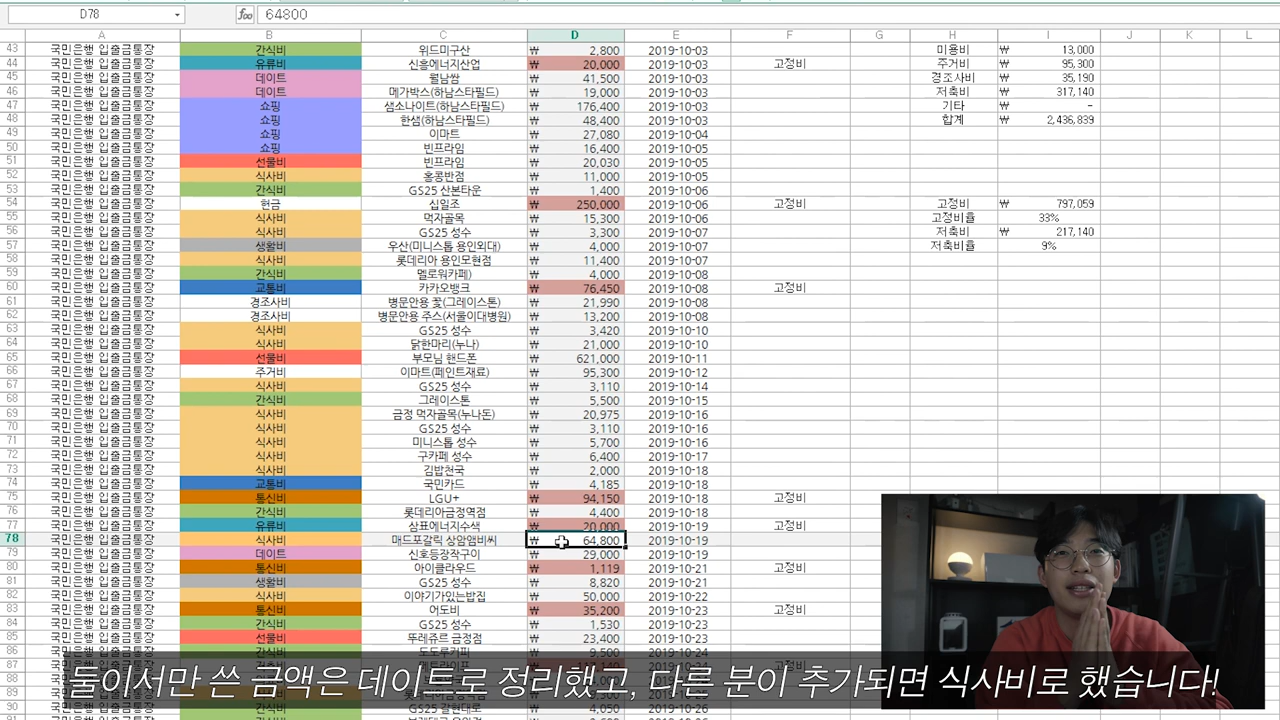 D78 64800
A B C D E F G H I J K L
43 국민은행 입출금통장 간식비 위드미구산 ₩ 2,800 2019-10-03 미용비 ₩ 13,000
44 국민은행 입출금통장 유류비 신흥에너지산업 ₩ 20,000 2019-10-03 고정비 주거비 ₩ 95,300
45 국민은행 입출금통장 데이트 월남쌈 ₩ 41,500 2019-10-03 경조사비 ₩ 35,190
46 국민은행 입출금통장 데이트 메가박스(하남스타필드) ₩ 19,000 2019-10-03 저축비 ₩ 317,140
47 국민은행 입출금통장 쇼핑 샘소나이트(하남스타필드) ₩ 176,400 2019-10-03 기타 ₩ -
48 국민은행 입출금통장 쇼핑 한샘(하남스타필드) ₩ 48,400 2019-10-03 합계 ₩ 2,436,839
49 국민은행 입출금통장 쇼핑 이마트 ₩ 27,080 2019-10-04
50 국민은행 입출금통장 쇼핑 빈프라임 ₩ 16,400 2019-10-05
51 국민은행 입출금통장 선물비 빈프라임 ₩ 20,030 2019-10-05
52 국민은행 입출금통장 식사비 홍콩반점 ₩ 11,000 2019-10-05
53 국민은행 입출금통장 간식비 GS25 산본타운 ₩ 1,400 2019-10-06
54 국민은행 입출금통장 헌금 십일조 ₩ 250,000 2019-10-06 고정비 고정비 ₩ 797,059
55 국민은행 입출금통장 식사비 먹자골목 ₩ 15,300 2019-10-06 고정비율 33%
56 국민은행 입출금통장 식사비 GS25 성수 ₩ 3,300 2019-10-07 저축비 ₩ 217,140
57 국민은행 입출금통장 생활비 우산(미니스톱 용인외대) ₩ 4,000 2019-10-07 저축비율 9%
58 국민은행 입출금통장 식사비 롯데리아 용인모현점 ₩ 11,400 2019-10-07
59 국민은행 입출금통장 간식비 멜로워카페) ₩ 4,000 2019-10-08
60 국민은행 입출금통장 교통비 카카오뱅크 ₩ 76,450 2019-10-08 고정비
61 국민은행 입출금통장 경조사비 병문안용 꽃(그레이스톤) ₩ 21,990 2019-10-08
62 국민은행 입출금통장 경조사비 병문안용 주스(서울이대병원) ₩ 13,200 2019-10-08
63 국민은행 입출금통장 식사비 GS25 성수 ₩ 3,420 2019-10-10
64 국민은행 입출금통장 식사비 닭한마리(누나) ₩ 21,000 2019-10-10
65 국민은행 입출금통장 선물비 부모님 핸드폰 ₩ 621,000 2019-10-11
66 국민은행 입출금통장 주거비 이마트(페인트재료) ₩ 95,300 2019-10-12
67 국민은행 입출금통장 식사비 GS25 성수 ₩ 3,110 2019-10-14
68 국민은행 입출금통장 간식비 그레이스톤 ₩ 5,500 2019-10-15
69 국민은행 입출금통장 식사비 금정 먹자골목(누나돈) ₩ 20,975 2019-10-16
70 국민은행 입출금통장 식사비 GS25 성수 ₩ 3,110 2019-10-16
71 국민은행 입출금통장 식사비 미니스톱 성수 ₩ 5,700 2019-10-16
72 국민은행 입출금통장 식사비 구카페 성수 ₩ 6,400 2019-10-17
73 국민은행 입출금통장 식사비 김밥천국 ₩ 2,000 2019-10-18
74 국민은행 입출금통장 교통비 국민카드 ₩ 4,185 2019-10-18
75 국민은행 입출금통장 통신비 LGU+ ₩ 94,150 2019-10-18 고정비
76 국민은행 입출금통장 간식비 롯데리아금정역점 ₩ 4,400 2019-10-18
77 국민은행 입출금통장 유류비 삼표에너지수색 ₩ 20,000 2019-10-19 고정비
78 국민은행 입출금통장 식사비 매드포갈릭 상암앰비씨 ₩ 64,800 2019-10-19
79 국민은행 입출금통장 데이트 신호등장작구이 ₩ 29,000 2019-10-19
80 국민은행 입출금통장 통신비 아이클라우드 ₩ 1,119 2019-10-21 고정비
81 국민은행 입출금통장 생활비 GS25 성수 ₩ 8,820 2019-10-21
82 국민은행 입출금통장 식사비 이야기가있는밥집 ₩ 50,000 2019-10-22
83 국민은행 입출금통장 통신비 어도비 ₩ 35,200 2019-10-23 고정비
84 국민은행 입출금통장 간식비 GS25 성수 ₩ 1,530 2019-10-23
85 국민은행 입출금통장 선물비 뚜레쥬르 금정점 ₩ 23,400 2019-10-24
둘이서만 쓴 금액은 데이트로 정리했고, 다른 분이 추가되면 식사비로 했습니다!